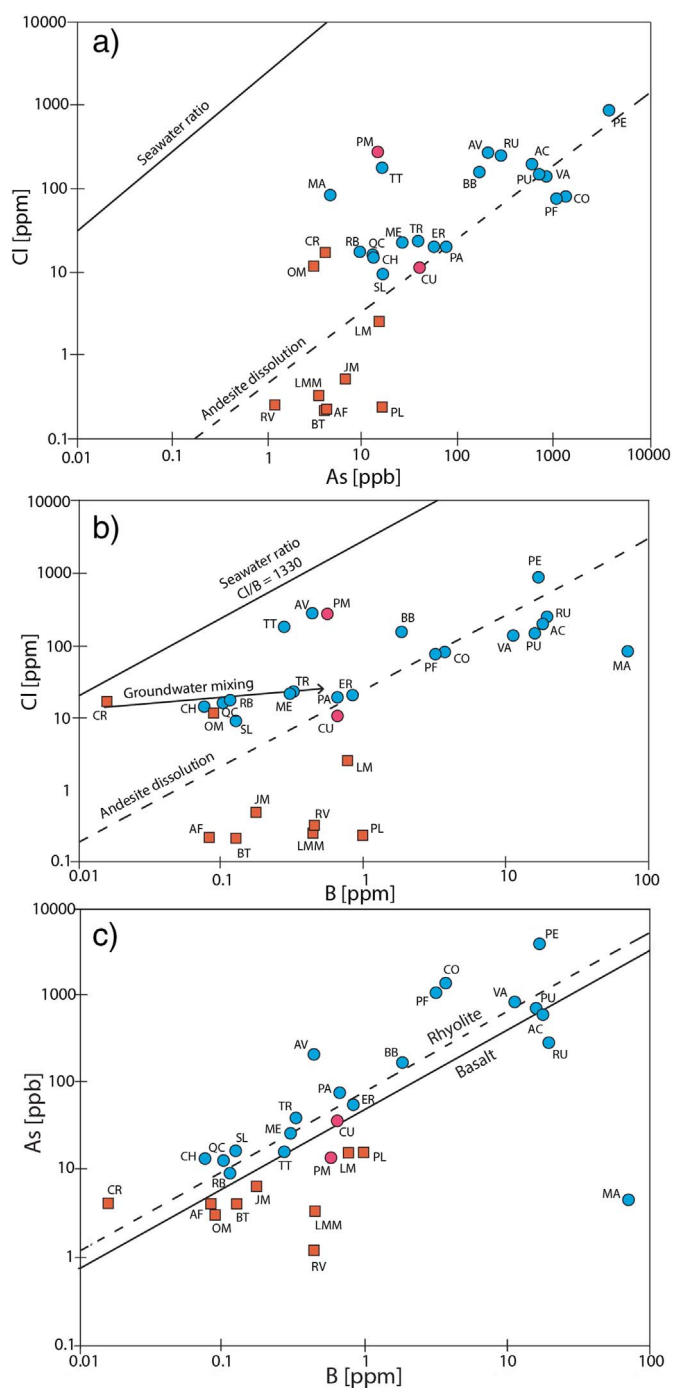 a)
10000
1000
100
10
1
0.1
Cl [ppm]
0.01
0.1
1
10
100
1000
10000
As [ppb]
Seawater ratio
Andesite dissolution
PE
PM
TT
MA
AV
RU
BB
AC
PU
VA
PF
CO
CR
OM
RB
QC
CH
SL
ME
TR
ER
PA
CU
LM
JM
LMM
RV
BT
AF
PL
b)
10000
1000
100
10
1
0.1
Cl [ppm]
0.01
0.1
1
10
100
B [ppm]
Seawater ratio
Cl/B = 1330
Groundwater mixing
Andesite dissolution
PE
RU
AC
PU
VA
MA
BB
PF
CO
AV
PM
TT
TR
ME
PA
ER
CU
CR
CH
QC
RB
OM
SL
LM
JM
RV
LMM
PL
AF
BT
c)
10000
1000
100
10
1
0.1
As [ppb]
0.01
0.1
1
10
100
B [ppm]
Rhyolite
Basalt
PE
CO
PF
VA
PU
AC
RU
BB
AV
PA
ER
TR
CU
ME
TT
PM
LM
PL
CH
QC
SL
RB
JM
CR
AF
OM
BT
LMM
RV
MA